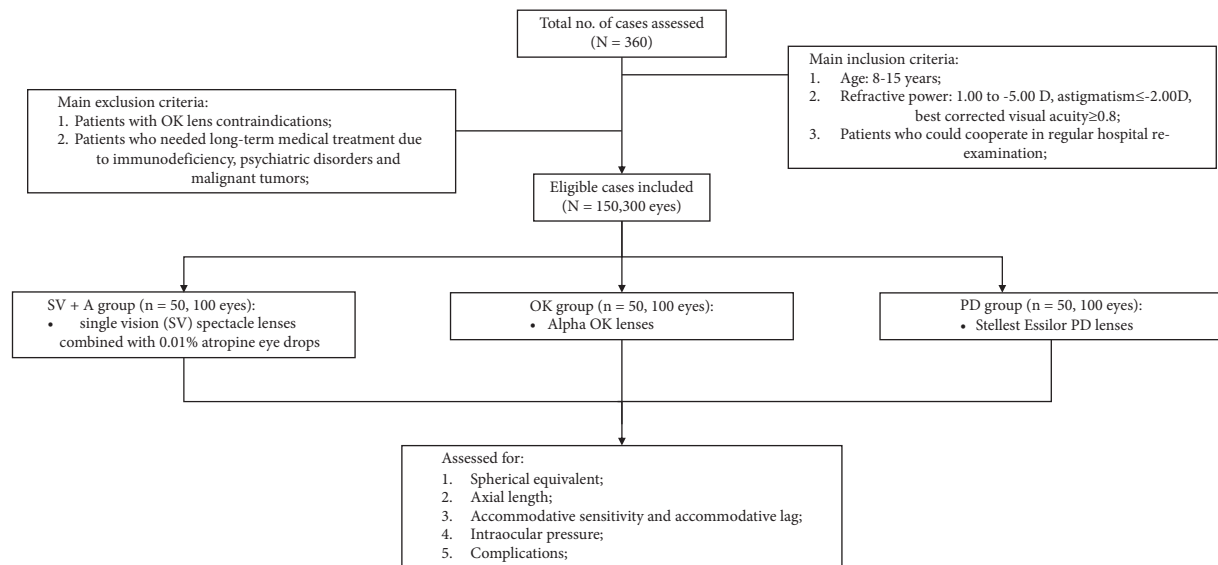 Total no. of cases assessed
(N = 360)
Main inclusion criteria:
1. Age: 8-15 years;
2. Refractive power: 1.00 to -5.00 D, astigmatism≤-2.00D,
best corrected visual acuity≥0.8;
3. Patients who could cooperate in regular hospital re-
examination;
Main exclusion criteria:
1. Patients with OK lens contraindications;
2. Patients who needed long-term medical treatment due
to immunodeficiency, psychiatric disorders and
malignant tumors;
Eligible cases included
(N = 150,300 eyes)
SV + A group (n = 50, 100 eyes):
• single vision (SV) spectacle lenses
combined with 0.01% atropine eye drops
OK group (n = 50, 100 eyes):
• Alpha OK lenses
PD group (n = 50, 100 eyes):
• Stellest Essilor PD lenses
Assessed for:
1. Spherical equivalent;
2. Axial length;
3. Accommodative sensitivity and accommodative lag;
4. Intraocular pressure;
5. Complications;